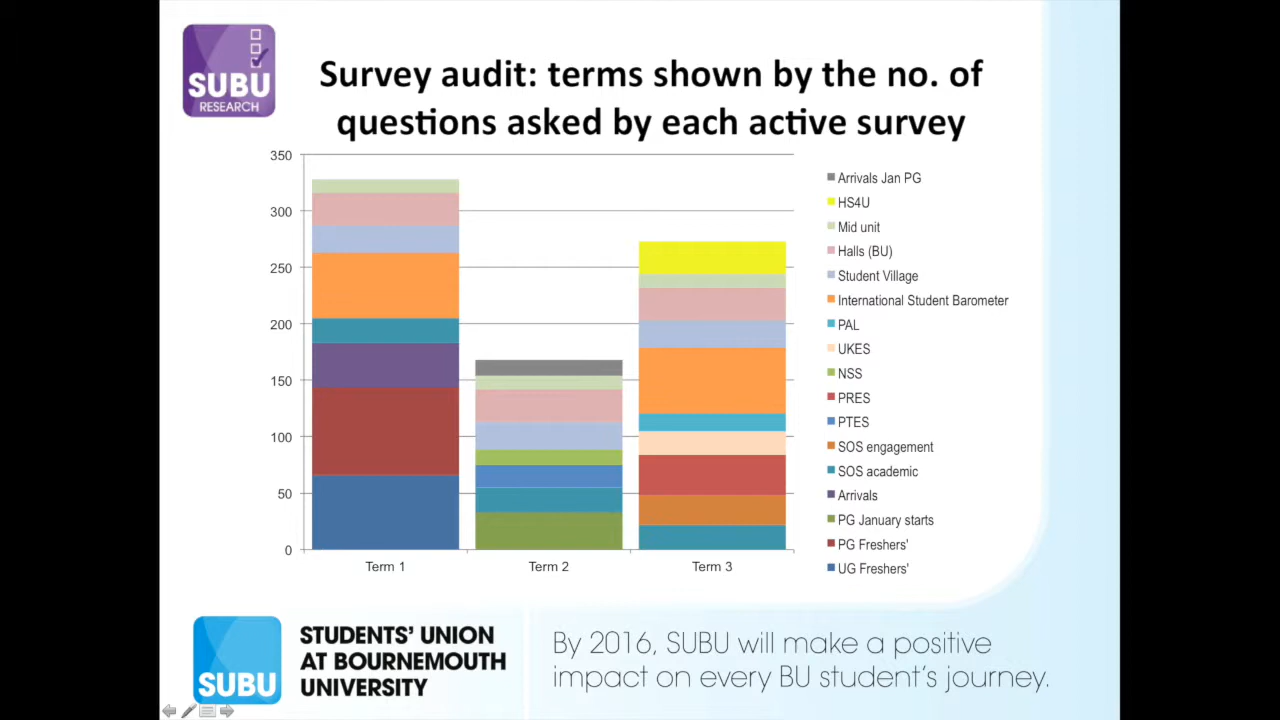 SUBU
RESEARCH
Survey audit: terms shown by the no. of
questions asked by each active survey
350
300
250
200
150
100
50
0
Term 1
Term 2
Term 3
Arrivals Jan PG
HS4U
Mid unit
Halls (BU)
Student Village
International Student Barometer
PAL
UKES
NSS
PRES
PTES
SOS engagement
SOS academic
Arrivals
PG January starts
PG Freshers'
UG Freshers'
SUBU
STUDENTS' UNION
AT BOURNEMOUTH
UNIVERSITY
By 2016, SUBU will make a positive
impact on every BU student's journey.